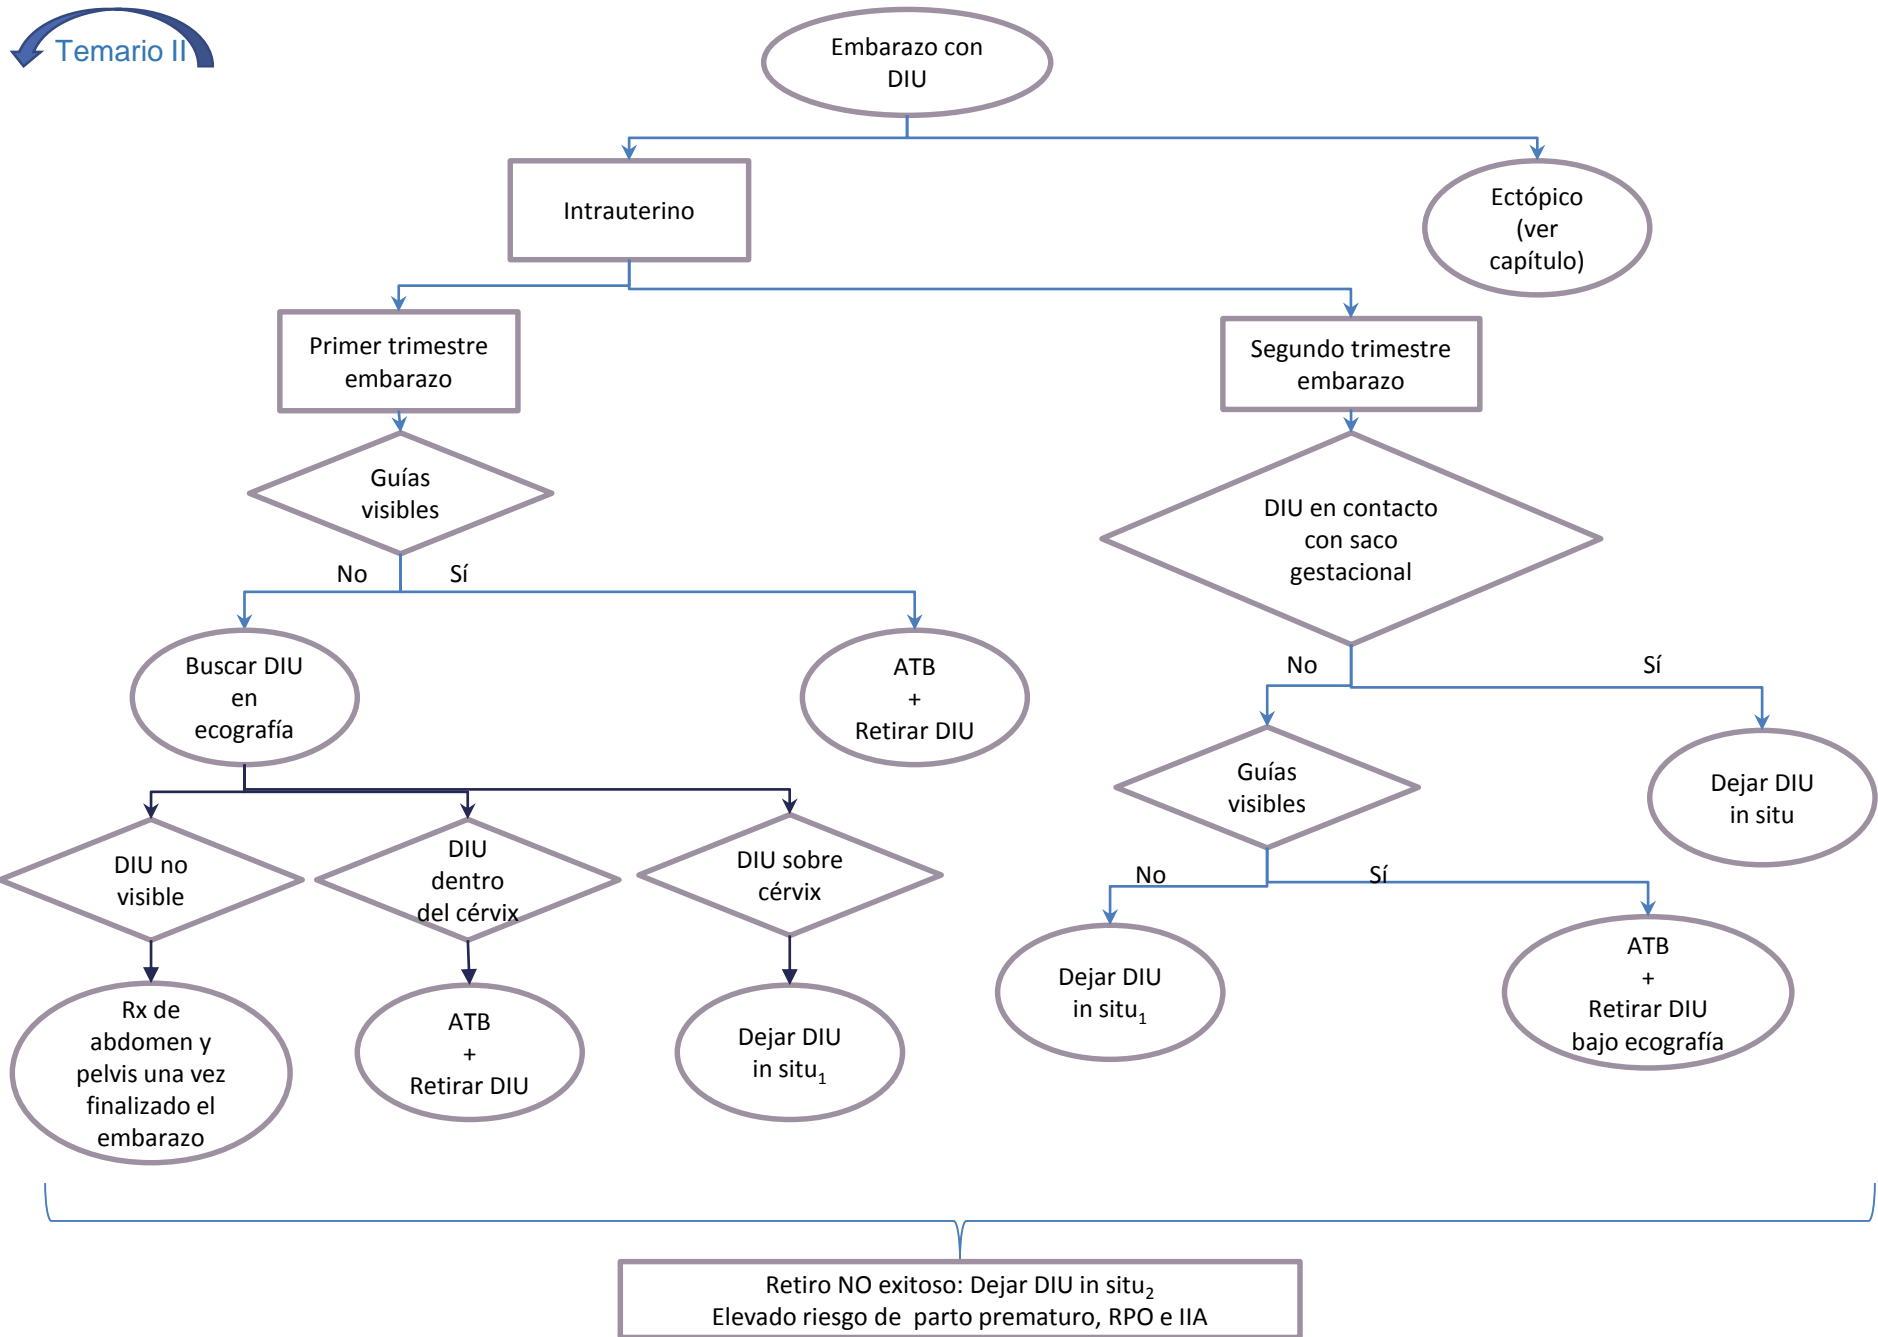 Temario II
Embarazo con
DIU
Intrauterino
Ectópico
(ver
capítulo)
Primer trimestre
embarazo
Segundo trimestre
embarazo
Guías
visibles
DIU en contacto
con saco
gestacional
No
Sí
No
Sí
Buscar DIU
en
ecografía
ATB
+
Retirar DIU
Guías
visibles
Dejar DIU
in situ
No
Sí
DIU no
visible
DIU
dentro
del cérvix
DIU sobre
cérvix
Rx de
abdomen y
pelvis una vez
finalizado el
embarazo
ATB
+
Retirar DIU
Dejar DIU
in situ₁
Dejar DIU
in situ₁
ATB
+
Retirar DIU
bajo ecografía
Retiro NO exitoso: Dejar DIU in situ₂
Elevado riesgo de  parto prematuro, RPO e IIA